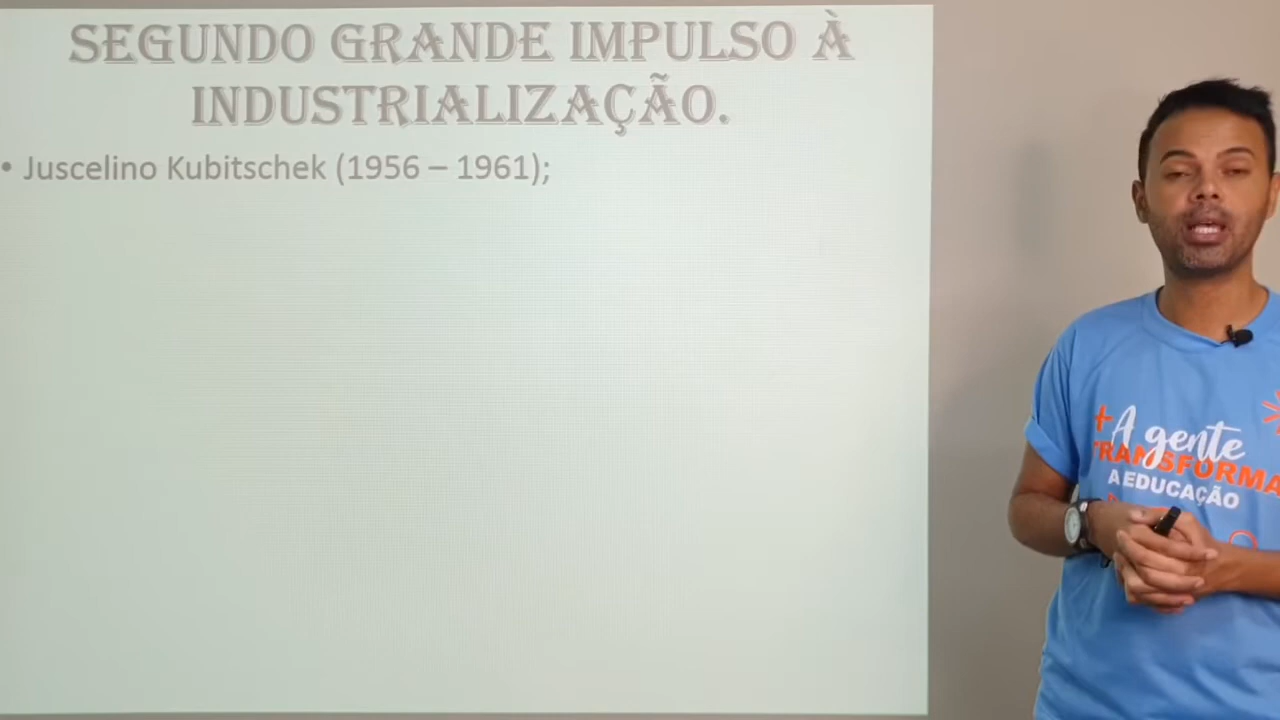 SEGUNDO GRANDE IMPULSO À
INDUSTRIALIZAÇÃO.
• Juscelino Kubitschek (1956 – 1961);
+ A gente
TRANSFORMA
A EDUCAÇÃO